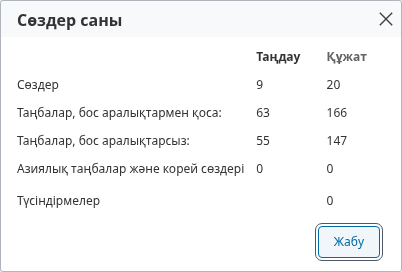 Сөздер саны
Таңдау Құжат
Сөздер 9 20
Таңбалар, бос аралықтармен қоса: 63 166
Таңбалар, бос аралықтарсыз: 55 147
Азиялық таңбалар және корей сөздері 0 0
Түсіндірмелер 0
Жабу